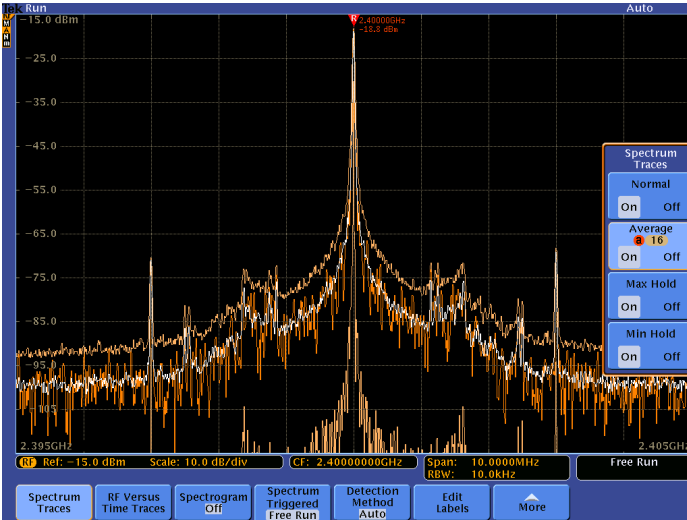 Tek Run Auto
-15.0 dBm
R 2.40000GHz
-18.3 dBm
-25.0
-35.0
-45.0
-55.0
-65.0
-75.0
-85.0
-95.0
-105
2.395GHz 2.405GHz
Spectrum
Traces
Normal
On Off
Average
a 16
On Off
Max Hold
On Off
Min Hold
On Off
RF Ref: -15.0 dBm Scale: 10.0 dB/div
CF: 2.40000000GHz
Span: 10.0000MHz
RBW: 10.0kHz
Free Run
Spectrum
Traces
RF Versus
Time Traces
Spectrogram
Off
Spectrum
Triggered
Free Run
Detection
Method
Auto
Edit
Labels
More